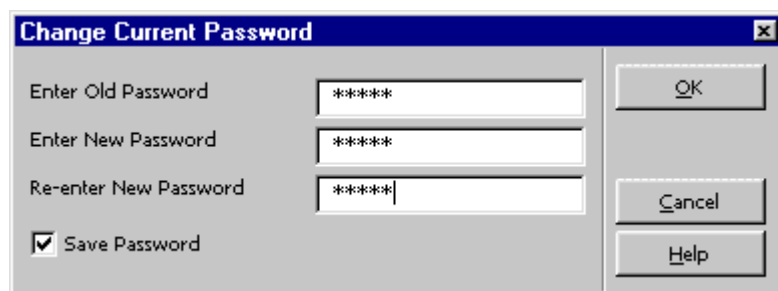 Change Current Password
Enter Old Password *****
OK
Enter New Password *****
Re-enter New Password *****
Cancel
Save Password
Help